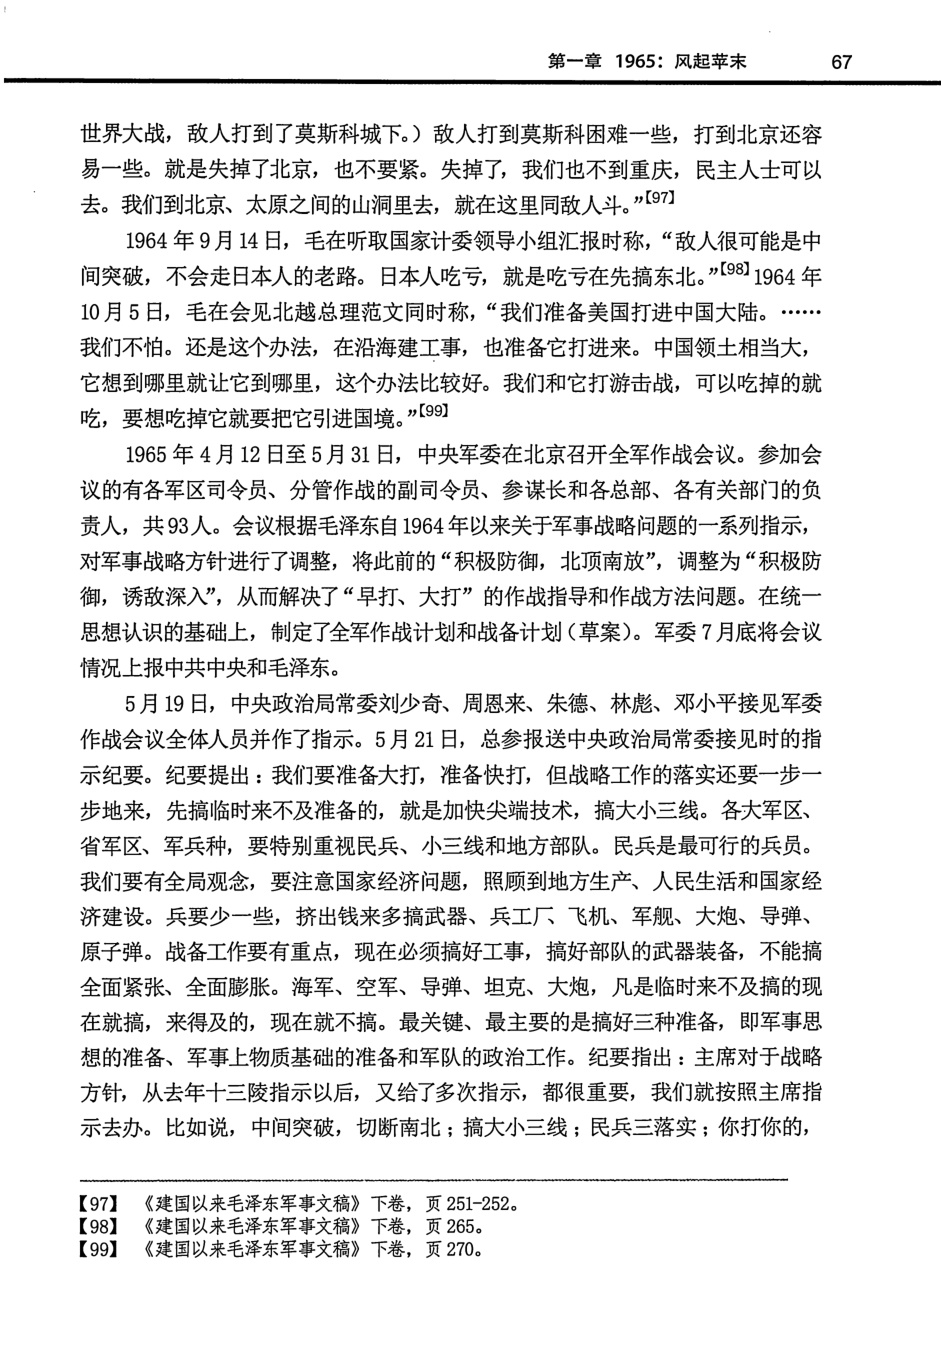 第一章 1965：风起苹末 67
世界大战，敌人打到了莫斯科城下。）敌人打到莫斯科困难一些，打到北京还容
易一些。就是失掉了北京，也不要紧。失掉了，我们也不到重庆，民主人士可以
去。我们到北京、太原之间的山洞里去，就在这里同敌人斗。”【97】
1964 年 9 月 14 日，毛在听取国家计委领导小组汇报时称，“敌人很可能是中
间突破，不会走日本人的老路。日本人吃亏，就是吃亏在先搞东北。”【98】1964 年
10 月 5 日，毛在会见北越总理范文同时称，“我们准备美国打进中国大陆。……
我们不怕。还是这个办法，在沿海建工事，也准备它打进来。中国领土相当大，
它想到哪里就让它到哪里，这个办法比较好。我们和它打游击战，可以吃掉的就
吃，要想吃掉它就要把它引进国境。”【99】
1965 年 4 月 12 日至 5 月 31 日，中央军委在北京召开全军作战会议。参加会
议的有各军区司令员、分管作战的副司令员、参谋长和各总部、各有关部门的负
责人，共 93 人。会议根据毛泽东自 1964 年以来关于军事战略问题的一系列指示，
对军事战略方针进行了调整，将此前的“积极防御，北顶南放”，调整为“积极防
御，诱敌深入”，从而解决了“早打、大打”的作战指导和作战方法问题。在统一
思想认识的基础上，制定了全军作战计划和战备计划（草案）。军委 7 月底将会议
情况上报中共中央和毛泽东。
5 月 19 日，中央政治局常委刘少奇、周恩来、朱德、林彪、邓小平接见军委
作战会议全体人员并作了指示。5 月 21 日，总参报送中央政治局常委接见时的指
示纪要。纪要提出：我们要准备大打，准备快打，但战略工作的落实还要一步一
步地来，先搞临时来不及准备的，就是加快尖端技术，搞大小三线。各大军区、
省军区、军兵种，要特别重视民兵、小三线和地方部队。民兵是最可行的兵员。
我们要有全局观念，要注意国家经济问题，照顾到地方生产、人民生活和国家经
济建设。兵要少一些，挤出钱来多搞武器、兵工厂、飞机、军舰、大炮、导弹、
原子弹。战备工作要有重点，现在必须搞好工事，搞好部队的武器装备，不能搞
全面紧张、全面膨胀。海军、空军、导弹、坦克、大炮，凡是临时来不及搞的现
在就搞，来得及的，现在就不搞。最关键、最主要的是搞好三种准备，即军事思
想的准备、军事上物质基础的准备和军队的政治工作。纪要指出：主席对于战略
方针，从去年十三陵指示以后，又给了多次指示，都很重要，我们就按照主席指
示去办。比如说，中间突破，切断南北；搞大小三线；民兵三落实；你打你的，
【97】 《建国以来毛泽东军事文稿》下卷，页 251-252。
【98】 《建国以来毛泽东军事文稿》下卷，页 265。
【99】 《建国以来毛泽东军事文稿》下卷，页 270。